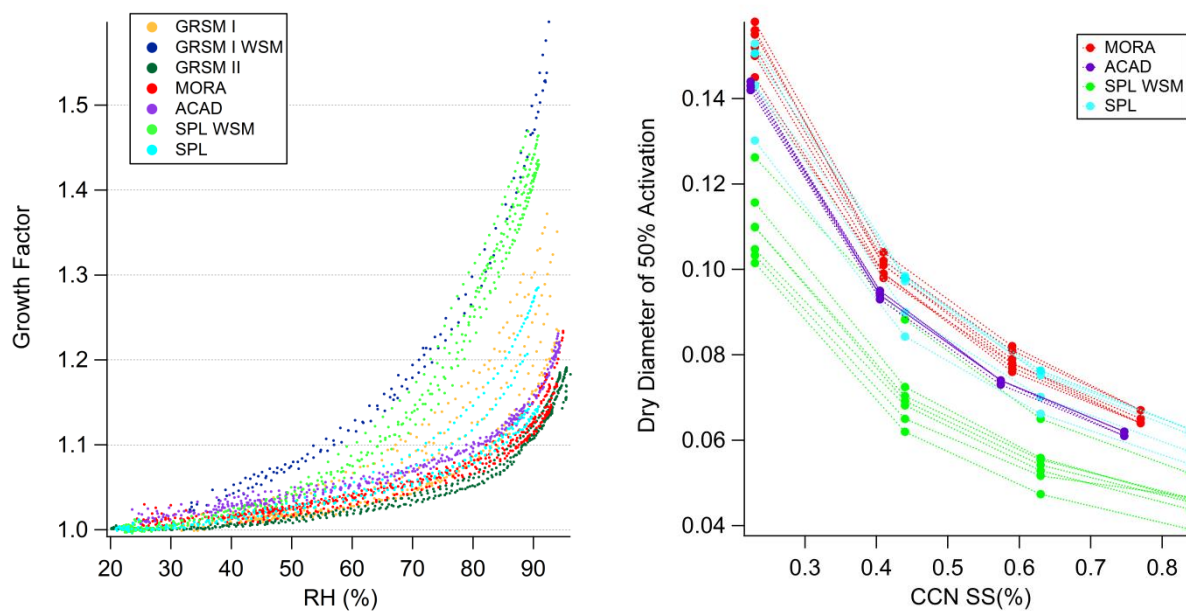 GRSM I
GRSM I WSM
GRSM II
MORA
ACAD
SPL WSM
SPL
Growth Factor
1.5
1.4
1.3
1.2
1.1
1.0
20 30 40 50 60 70 80 90
RH (%)
MORA
ACAD
SPL WSM
SPL
Dry Diameter of 50% Activation
0.14
0.12
0.10
0.08
0.06
0.04
0.3 0.4 0.5 0.6 0.7 0.8
CCN SS(%)